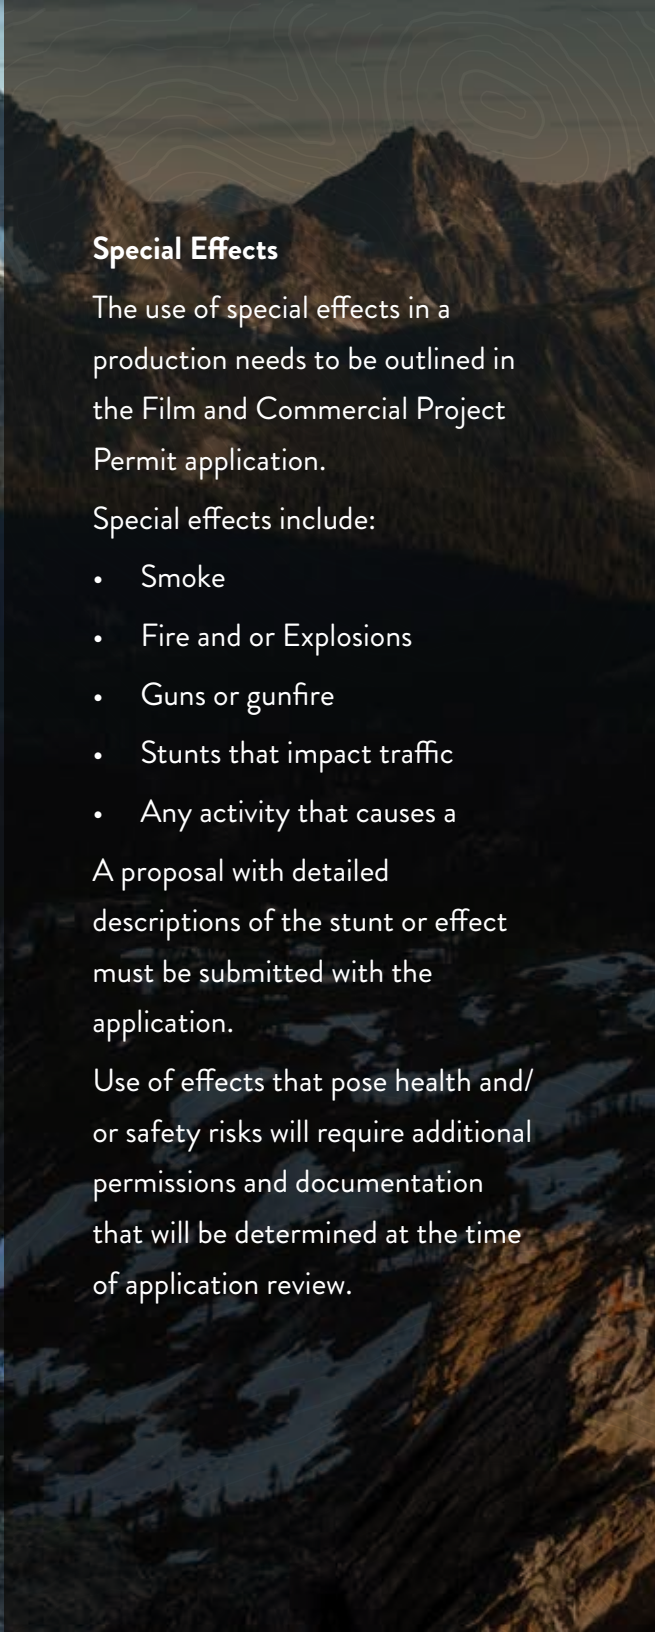 Special Effects
The use of special effects in a
production needs to be outlined in
the Film and Commercial Project
Permit application.
Special effects include:
• Smoke
• Fire and or Explosions
• Guns or gunfire
• Stunts that impact traffic
• Any activity that causes a
A proposal with detailed
descriptions of the stunt or effect
must be submitted with the
application.
Use of effects that pose health and/
or safety risks will require additional
permissions and documentation
that will be determined at the time
of application review.